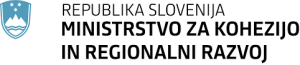 REPUBLIKA SLOVENIJA
MINISTRSTVO ZA KOHEZIJO
IN REGIONALNI RAZVOJ